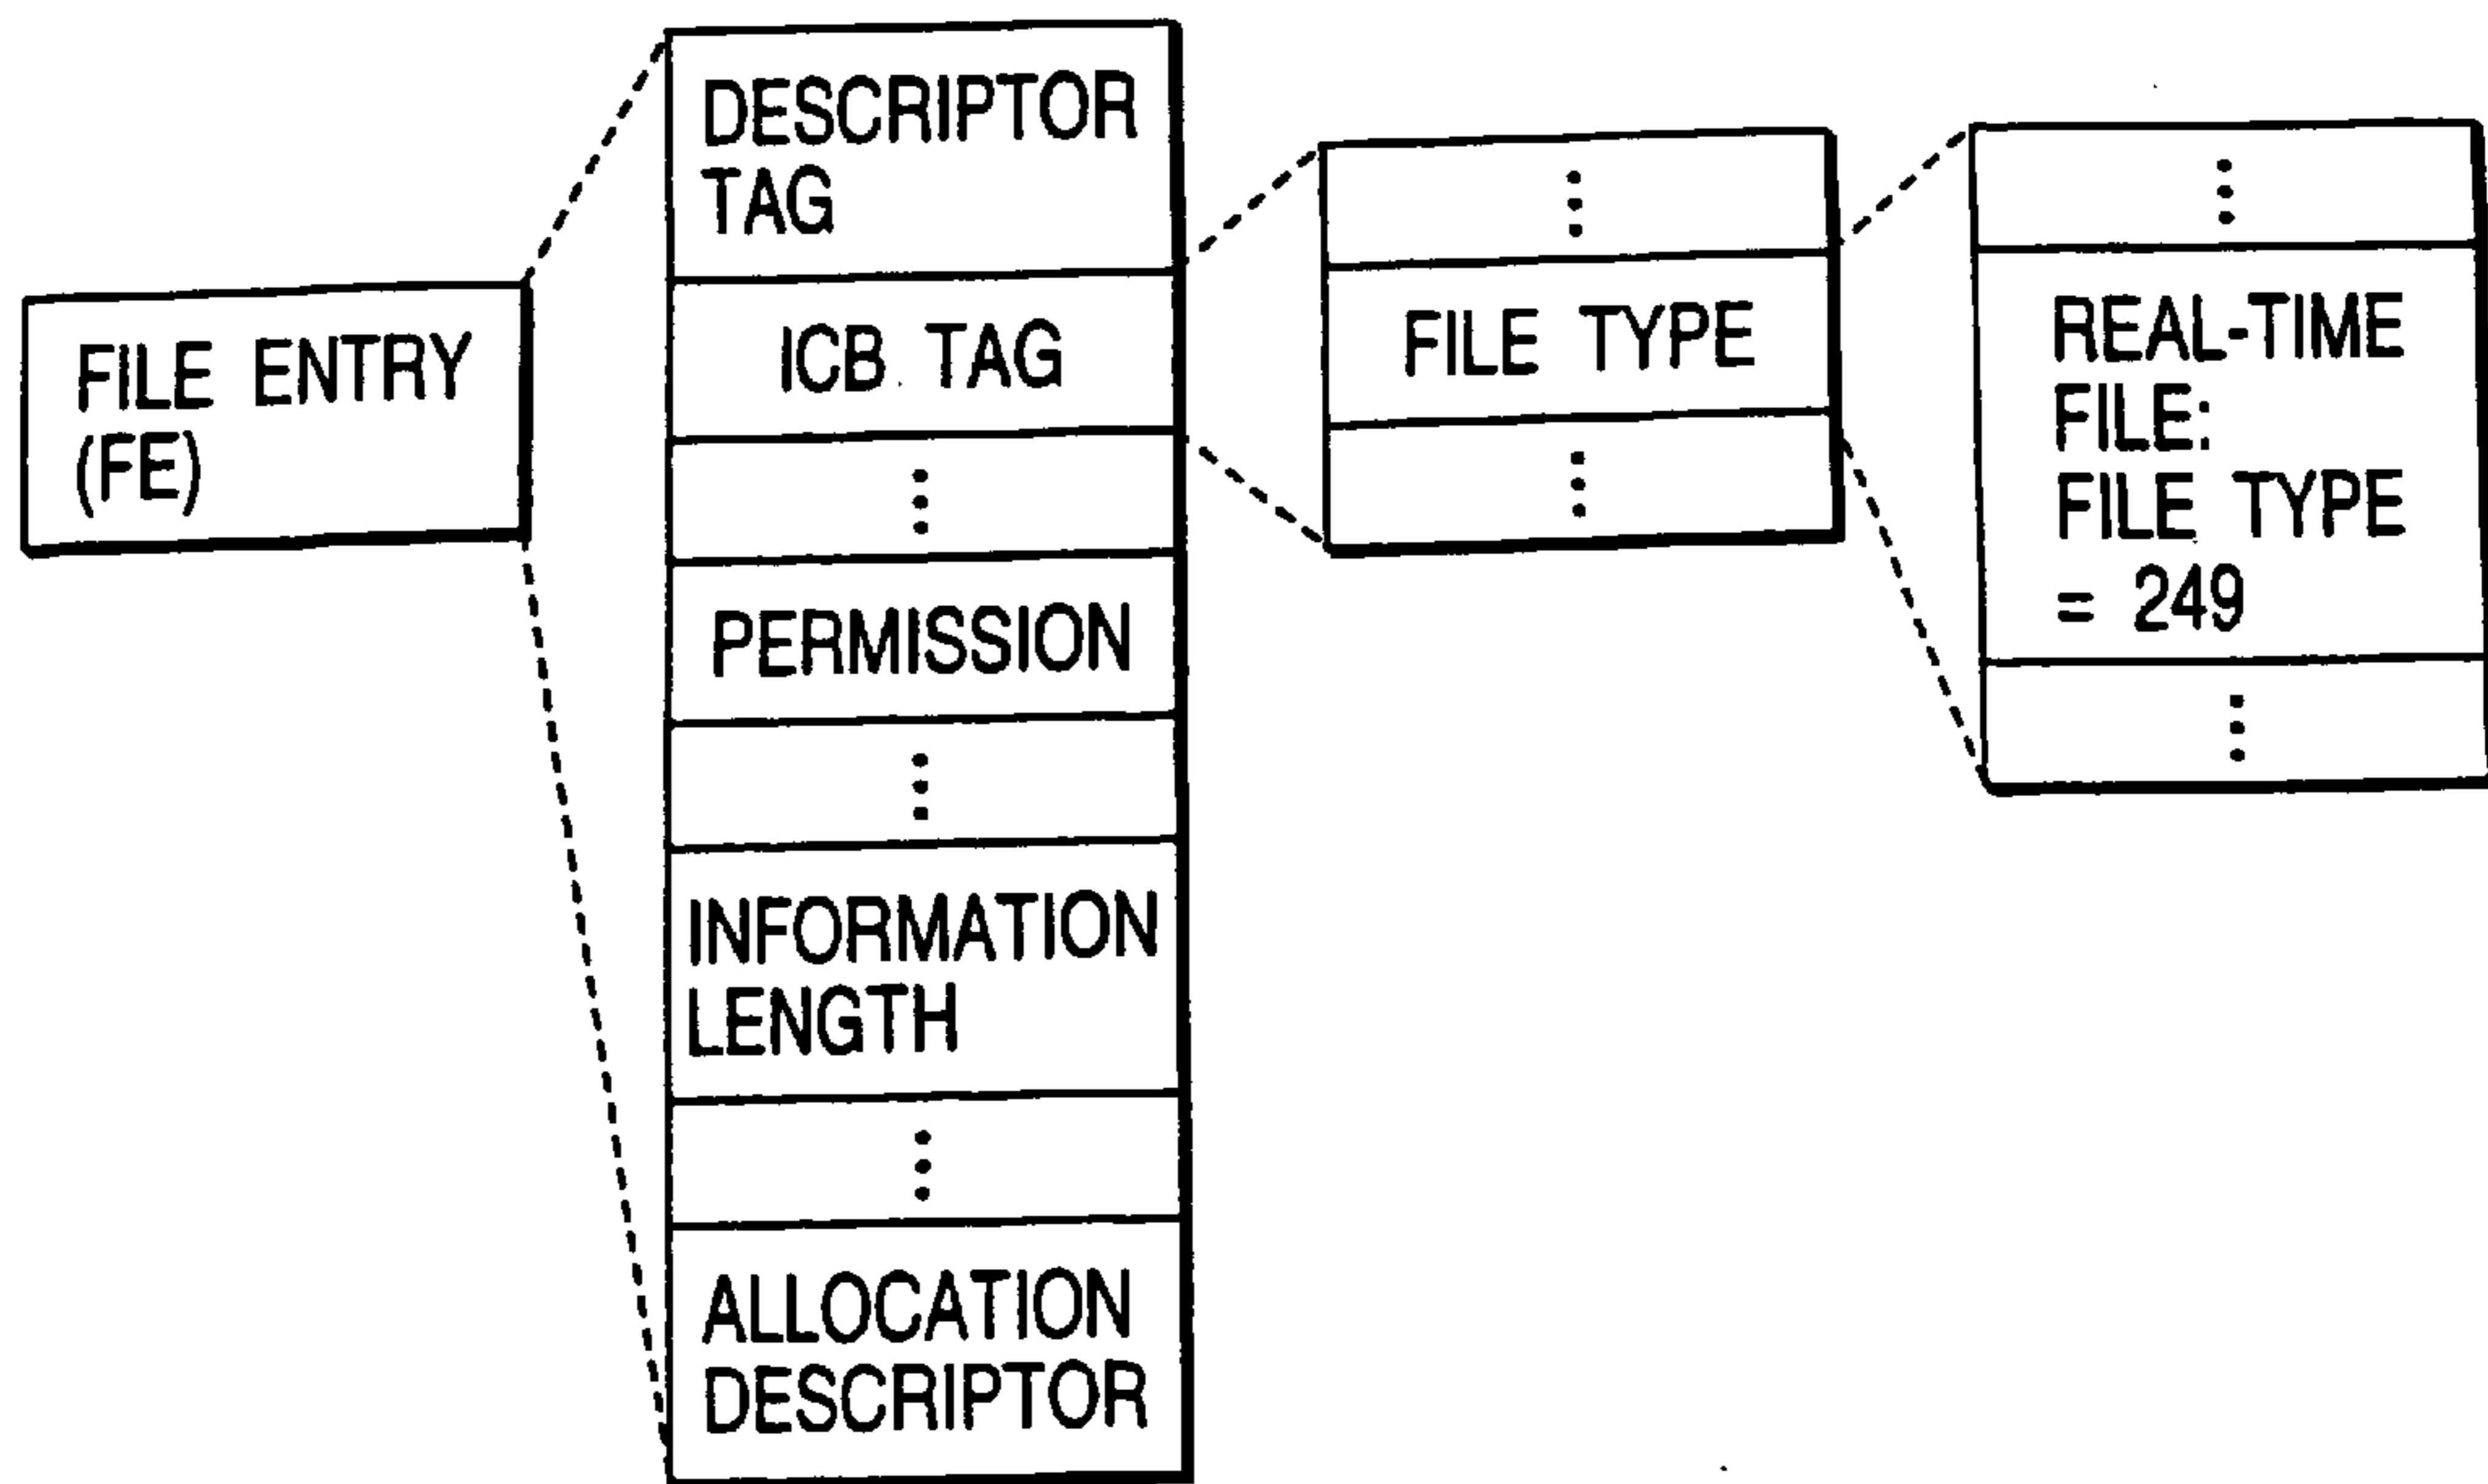 FILE ENTRY
(FE)
DESCRIPTOR
TAG
ICB TAG
PERMISSION
INFORMATION
LENGTH
ALLOCATION
DESCRIPTOR
FILE TYPE
REAL-TIME
FILE:
FILE TYPE
= 249